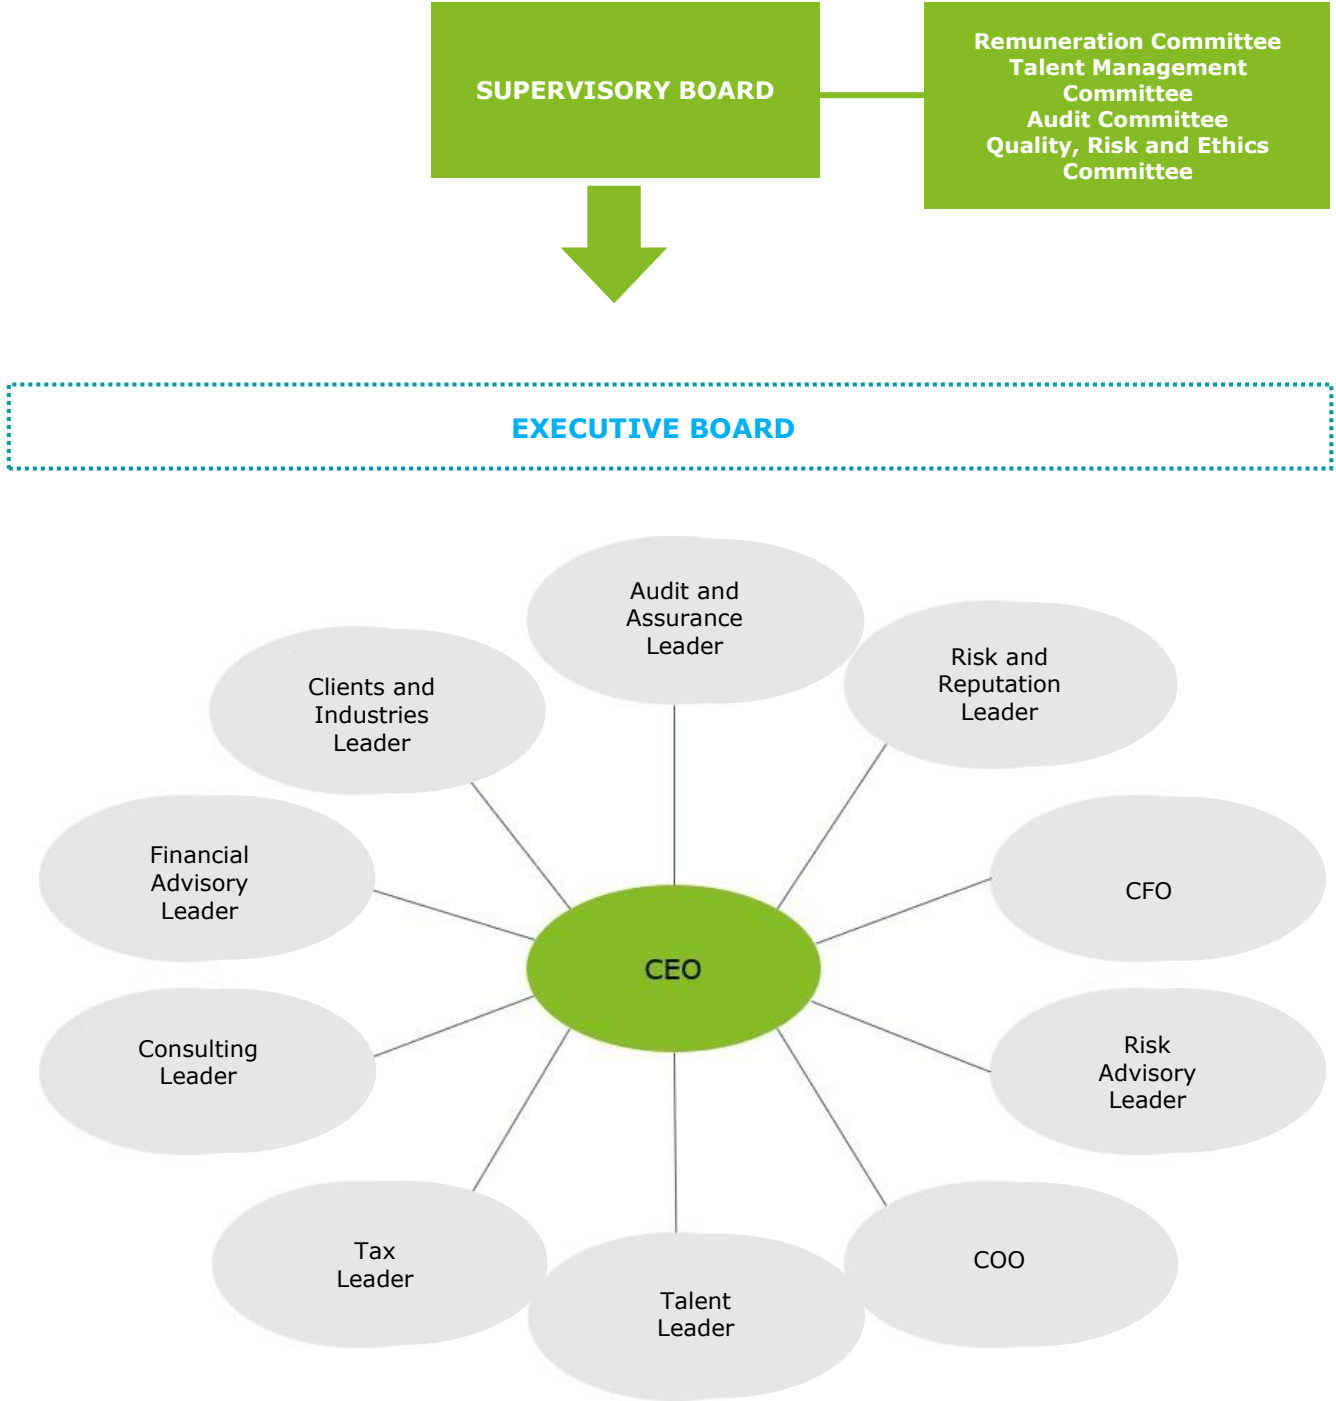 SUPERVISORY BOARD
Remuneration Committee
Talent Management
Committee
Audit Committee
Quality, Risk and Ethics
Committee
EXECUTIVE BOARD
Audit and
Assurance
Leader
Risk and
Reputation
Leader
Clients and
Industries
Leader
Financial
Advisory
Leader
CFO
CEO
Consulting
Leader
Risk
Advisory
Leader
Tax
Leader
COO
Talent
Leader